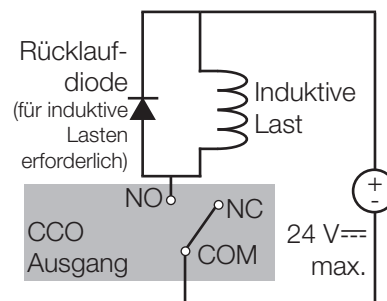 Rücklauf-
diode
(für induktive
Lasten
erforderlich)
Induktive
Last
NO
NC
COM
CCO
Ausgang
+
-
24 V⎓
max.